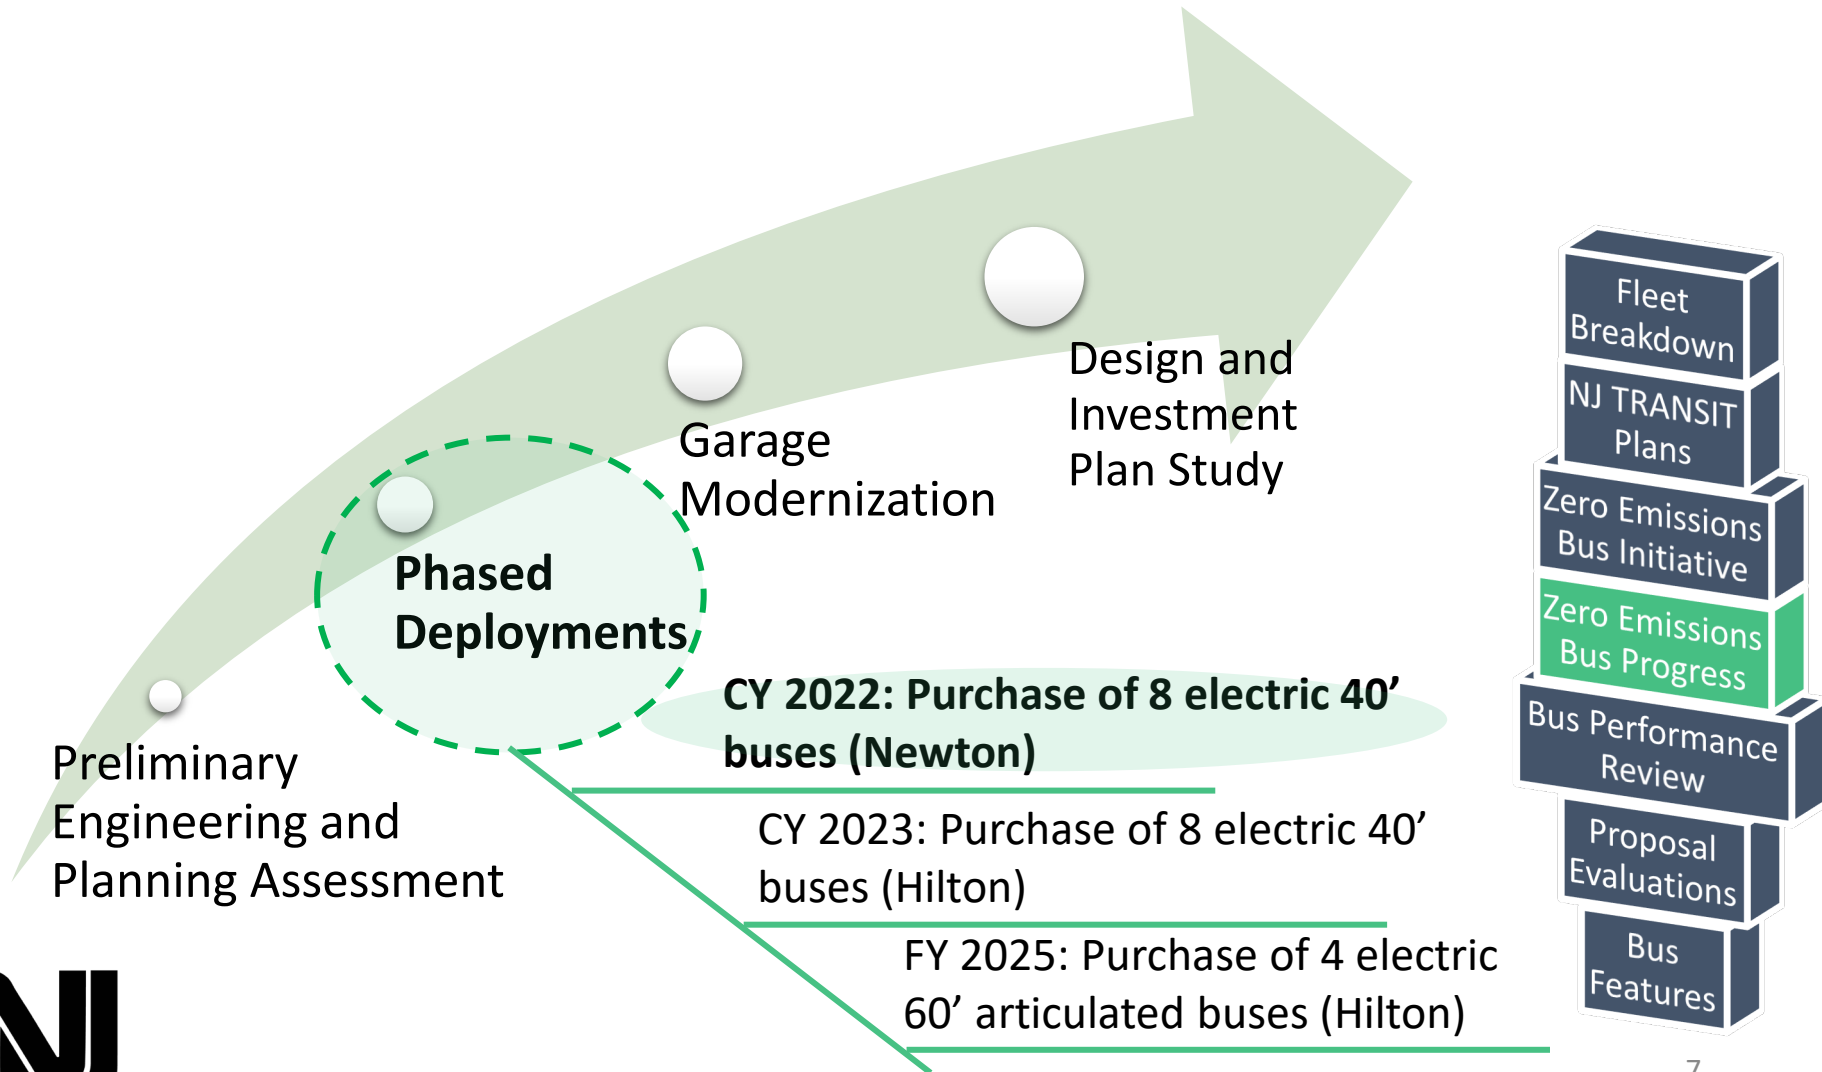 Design and
Investment
Plan Study
Garage
Modernization
Phased
Deployments
Preliminary
Engineering and
Planning Assessment
CY 2022: Purchase of 8 electric 40’
buses (Newton)
CY 2023: Purchase of 8 electric 40’
buses (Hilton)
FY 2025: Purchase of 4 electric
60’ articulated buses (Hilton)
Fleet
Breakdown
NJ TRANSIT
Plans
Zero Emissions
Bus Initiative
Zero Emissions
Bus Progress
Bus Performance
Review
Proposal
Evaluations
Bus
Features
7